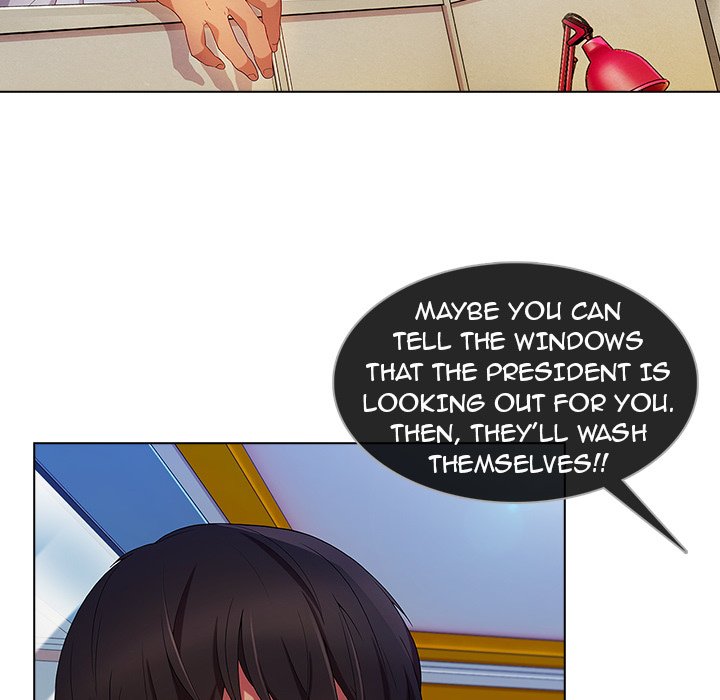 MAYBE YOU CAN
TELL THE WINDOWS
THAT THE PRESIDENT IS
LOOKING OUT FOR YOU.
THEN, THEY'LL WASH
THEMSELVES!!